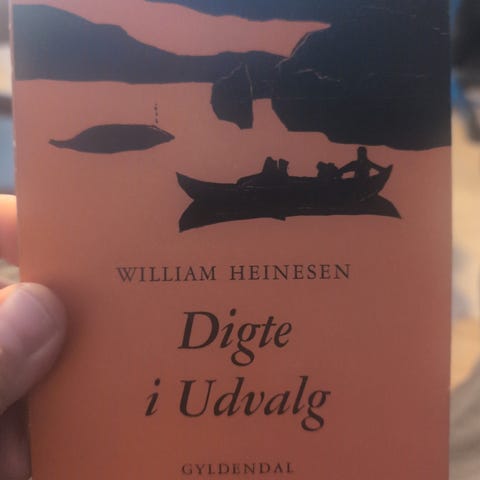 WILLIAM HEINESEN
Digte
i Udvalg
GYLDENDAL